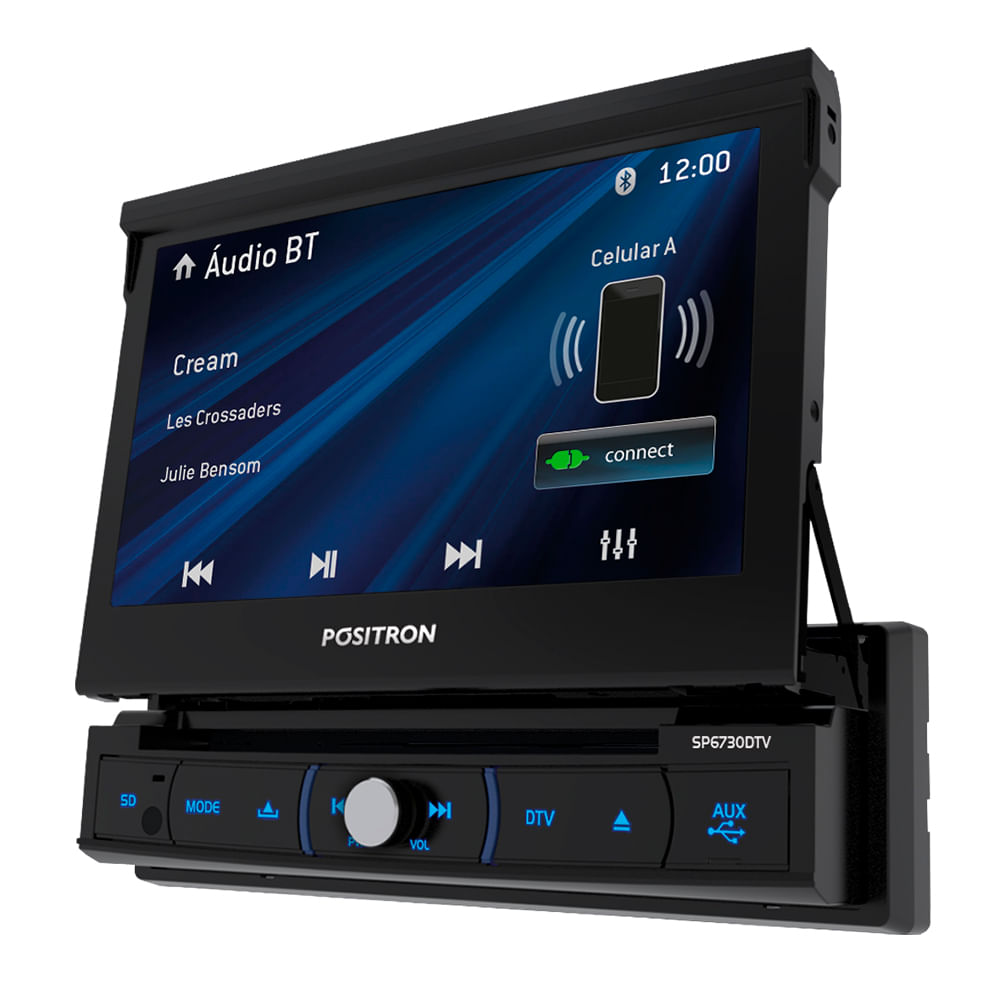 12:00
Áudio BT
Celular A
Cream
Les Crossaders
Julie Bensom
connect
POSITRON
SP6730DTV
SD
MODE
DTV
AUX
VOL